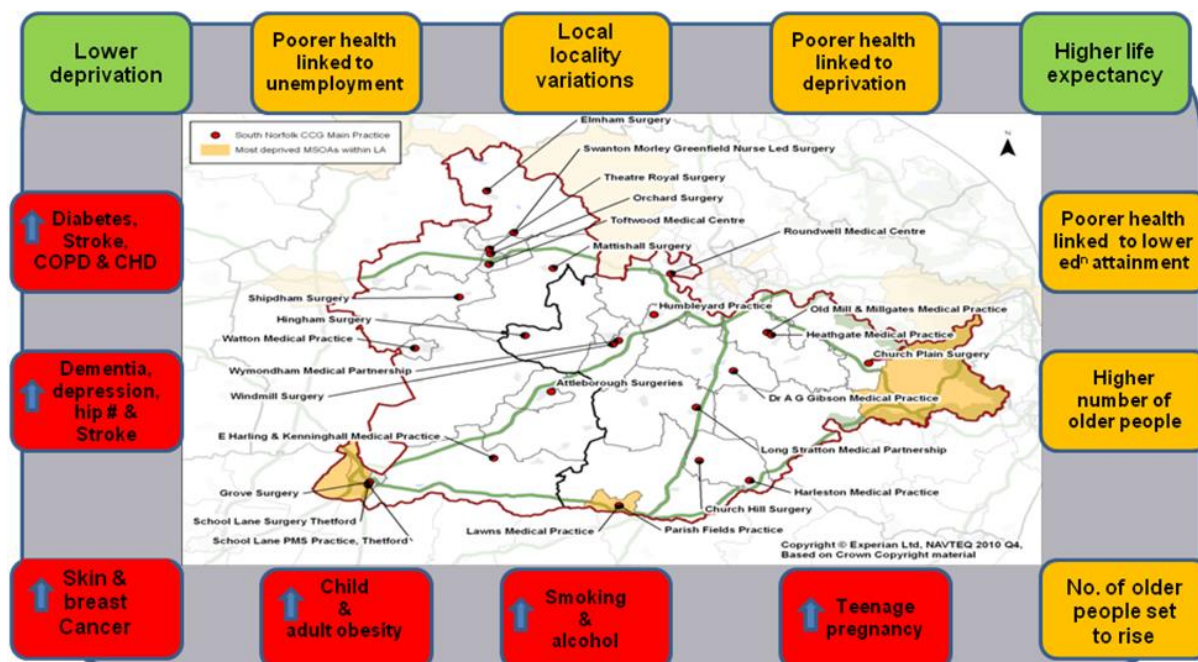 Lower
deprivation
Poorer health
linked to
unemployment
Local
locality
variations
Poorer health
linked to
deprivation
Higher life
expectancy
South Norfolk CCG Main Practice
Most deprived MSOAs within LA
N
Elmham Surgery
Swanton Morley Greenfield Nurse Led Surgery
Theatre Royal Surgery
Orchard Surgery
Toftwood Medical Centre
Mattishall Surgery
Roundwell Medical Centre
Diabetes,
Stroke,
COPD & CHD
Poorer health
linked to lower
edⁿ attainment
Shipdham Surgery
Humbleyard Practice
Old Mill & Millgates Medical Practice
Hingham Surgery
Heathgate Medical Practice
Watton Medical Practice
Church Plain Surgery
Wymondham Medical Partnership
Attleborough Surgeries
Windmill Surgery
Dr A G Gibson Medical Practice
Dementia,
depression,
hip # &
Stroke
Higher
number of
older people
E Harling & Kenninghall Medical Practice
Long Stratton Medical Partnership
Grove Surgery
Harleston Medical Practice
Church Hill Surgery
School Lane Surgery Thetford
Lawns Medical Practice
Parish Fields Practice
School Lane PMS Practice, Thetford
Copyright © Experian Ltd, NAVTEQ 2010 Q4,
Based on Crown Copyright material
Skin &
breast
Cancer
Child
&
adult obesity
Smoking
&
alcohol
Teenage
pregnancy
No. of older
people set
to rise